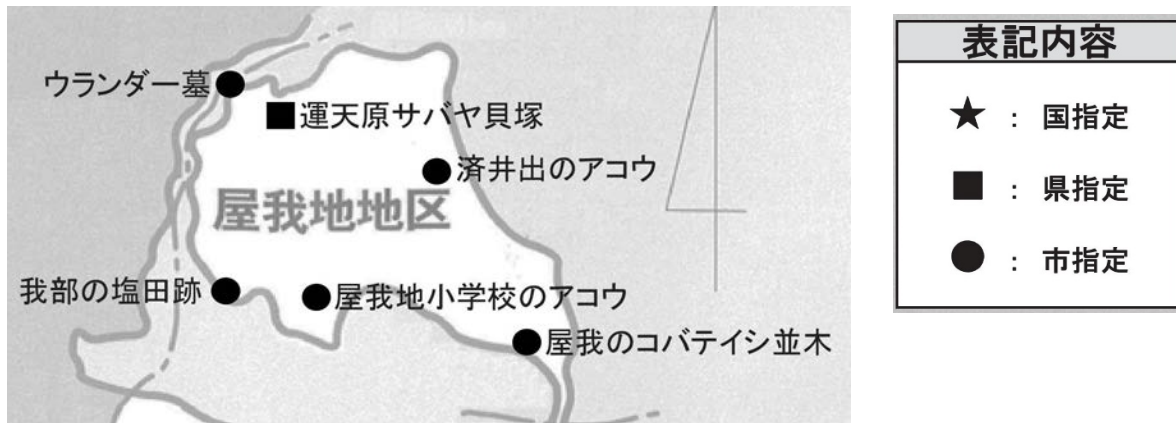 ウランダー墓
運天原サバヤ貝塚
済井出のアコウ
屋我地地区
我部の塩田跡
屋我地小学校のアコウ
屋我のコバテイシ並木
表記内容
★ : 国指定
■ : 県指定
● : 市指定